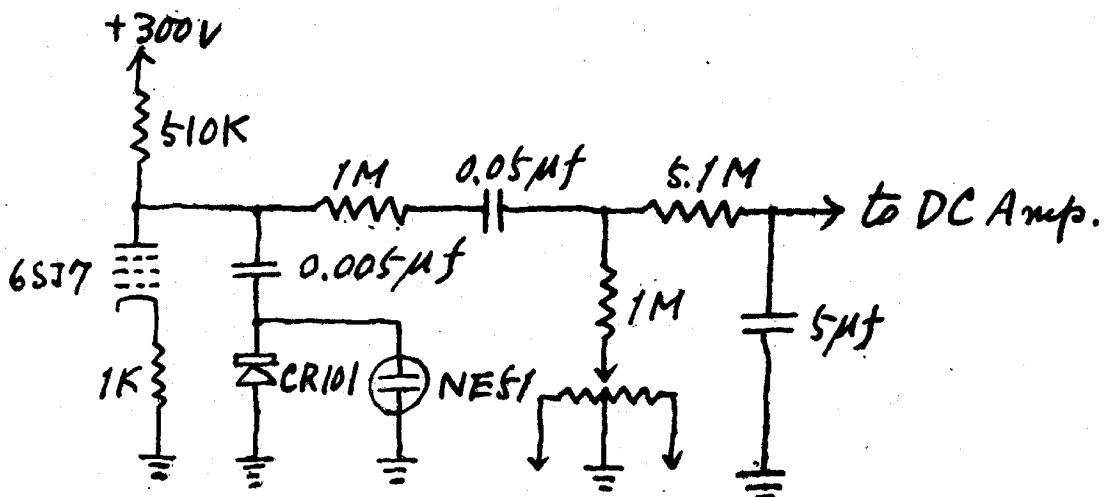 +300V
510K
1M
0.05μf
5.1M
to DC Amp.
6SJ7
0.005μf
1M
5μf
1K
CR101
NE51